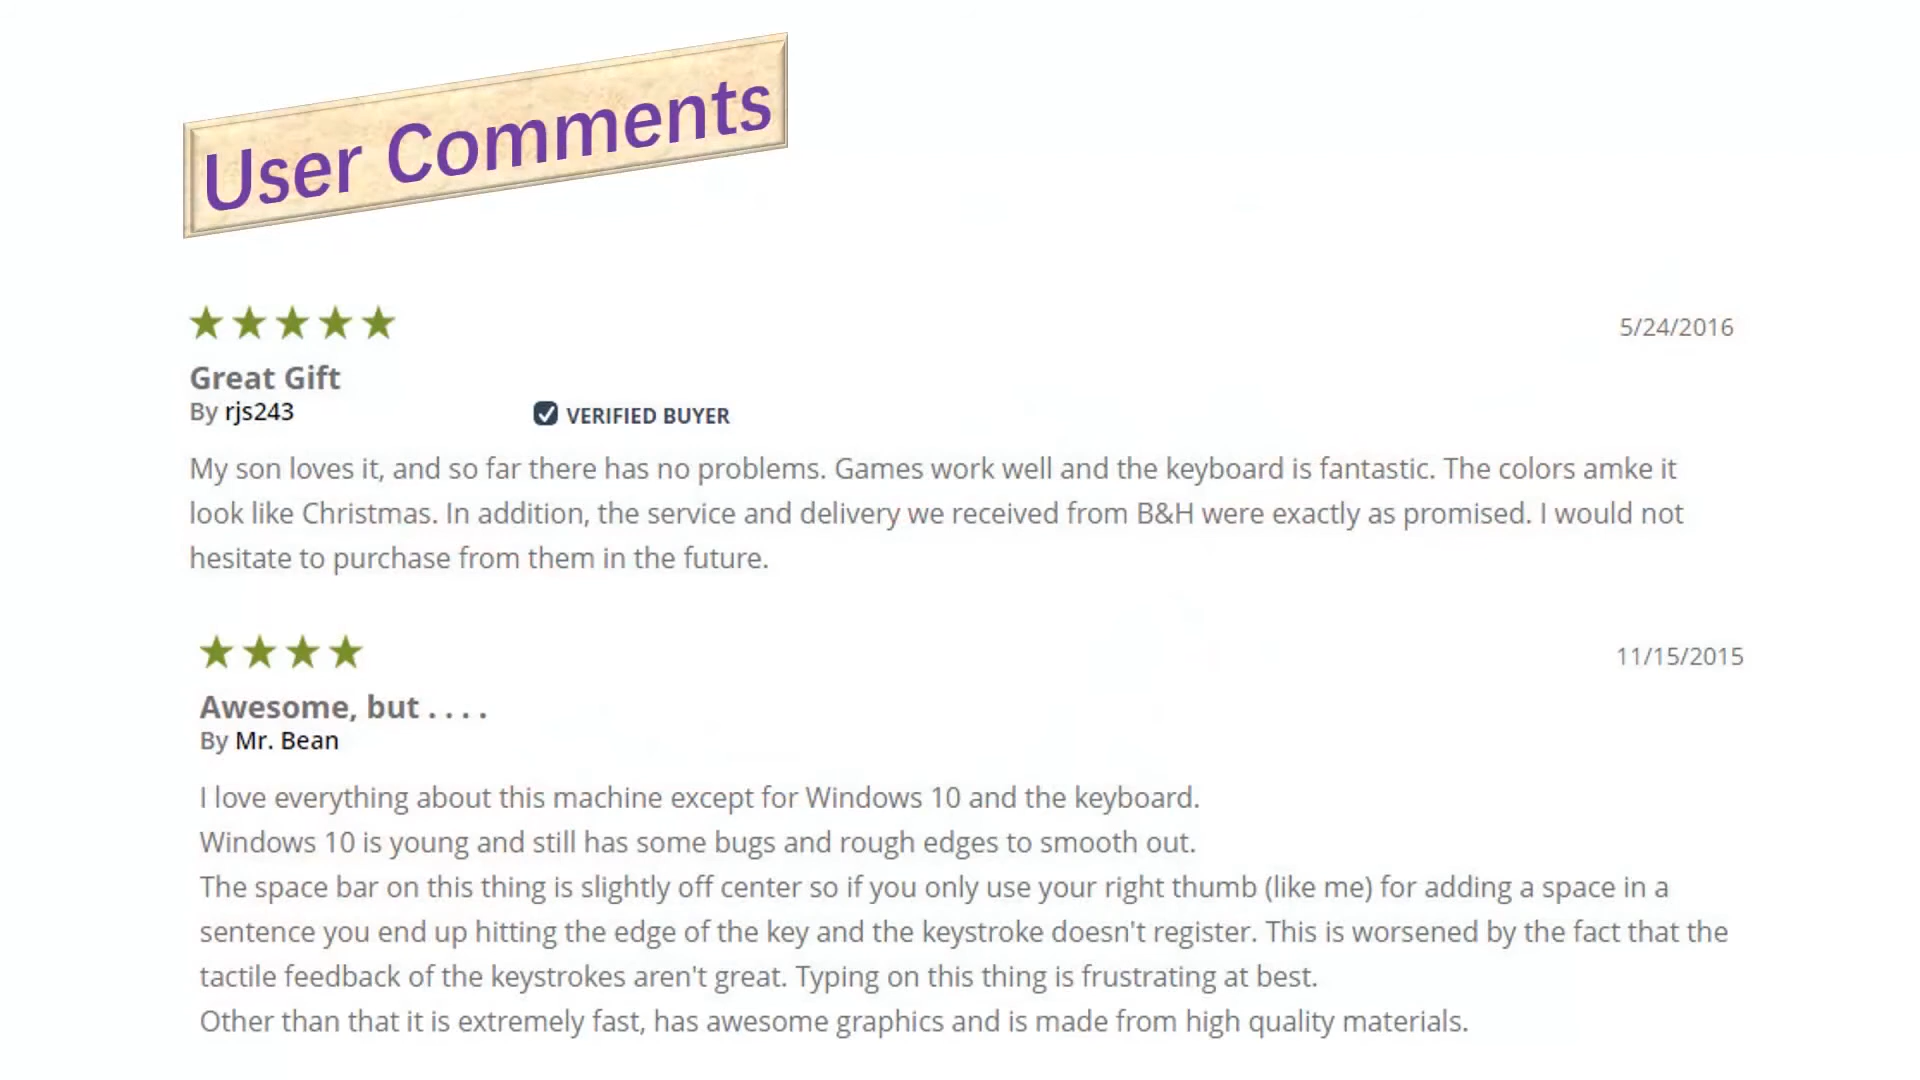 User Comments
5/24/2016
Great Gift
By rjs243
VERIFIED BUYER
My son loves it, and so far there has no problems. Games work well and the keyboard is fantastic. The colors amke it
look like Christmas. In addition, the service and delivery we received from B&H were exactly as promised. I would not
hesitate to purchase from them in the future.
11/15/2015
Awesome, but . . . .
By Mr. Bean
I love everything about this machine except for Windows 10 and the keyboard.
Windows 10 is young and still has some bugs and rough edges to smooth out.
The space bar on this thing is slightly off center so if you only use your right thumb (like me) for adding a space in a
sentence you end up hitting the edge of the key and the keystroke doesn't register. This is worsened by the fact that the
tactile feedback of the keystrokes aren't great. Typing on this thing is frustrating at best.
Other than that it is extremely fast, has awesome graphics and is made from high quality materials.